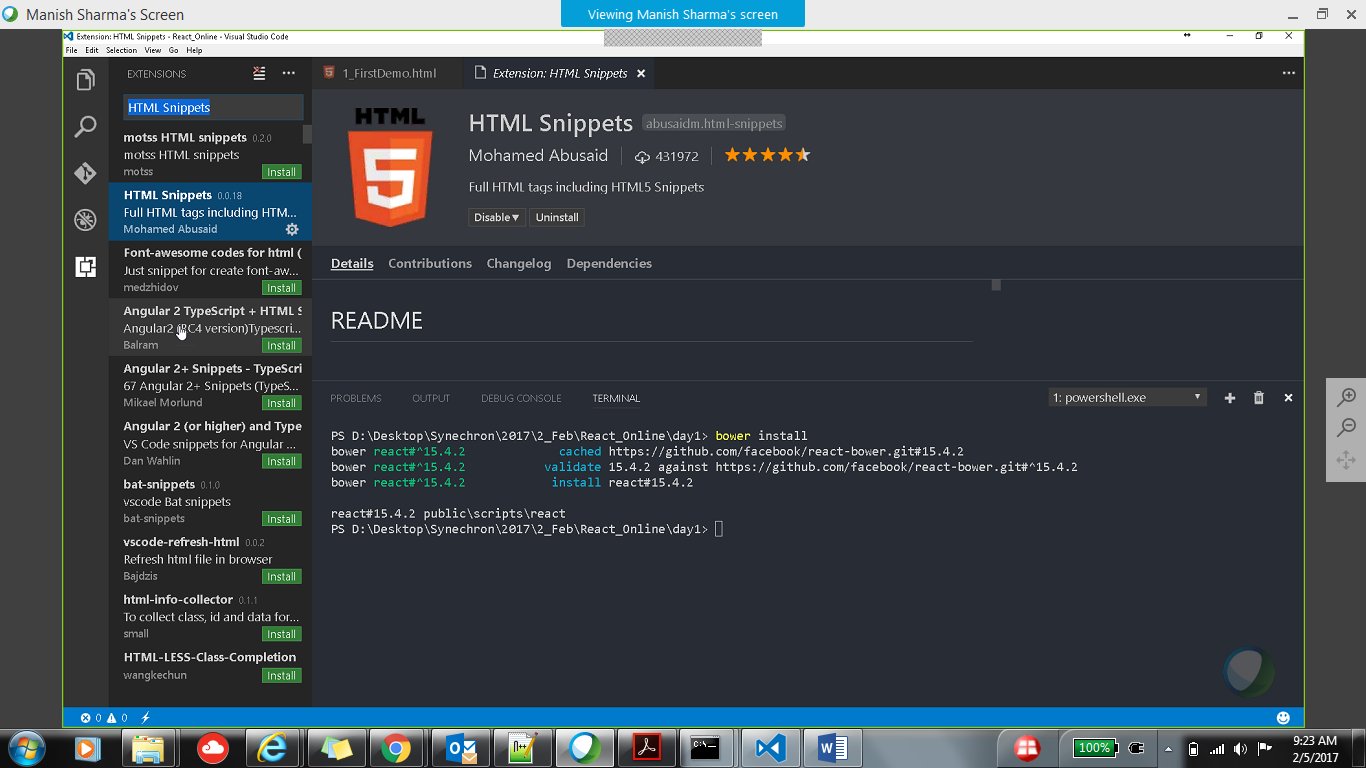 Manish Sharma's Screen
Viewing Manish Sharma's screen
Extension: HTML Snippets - React_Online - Visual Studio Code
File Edit Selection View Go Help
EXTENSIONS
1_FirstDemo.html
Extension: HTML Snippets
HTML Snippets
motss HTML snippets 0.2.0
motss HTML snippets
motss Install
HTML Snippets 0.0.18
Full HTML tags including HTM...
Mohamed Abusaid
Font-awesome codes for html (
Just snippet for create font-aw...
medzhidov Install
Angular 2 TypeScript + HTML S
Angular2 (RC4 version)Typescri...
Balram Install
Angular 2+ Snippets - TypeScri
67 Angular 2+ Snippets (TypeS...
Mikael Morlund Install
Angular 2 (or higher) and Type
VS Code snippets for Angular ...
Dan Wahlin Install
bat-snippets 0.1.0
vscode Bat snippets
bat-snippets Install
vscode-refresh-html 0.0.2
Refresh html file in browser
Bajdzis Install
html-info-collector 0.1.1
To collect class, id and data for...
small Install
HTML-LESS-Class-Completion
wangkechun Install
HTML
5
HTML Snippets abusaidm.html-snippets
Mohamed Abusaid 431972
Full HTML tags including HTML5 Snippets
Disable Uninstall
Details Contributions Changelog Dependencies
README
PROBLEMS OUTPUT DEBUG CONSOLE TERMINAL 1: powershell.exe
PS D:\Desktop\Synechron\2017\2_Feb\React_Online\day1> bower install
bower react#^15.4.2 cached https://github.com/facebook/react-bower.git#15.4.2
bower react#^15.4.2 validate 15.4.2 against https://github.com/facebook/react-bower.git#^15.4.2
bower react#^15.4.2 install react#15.4.2
react#15.4.2 public\scripts\react
PS D:\Desktop\Synechron\2017\2_Feb\React_Online\day1>
0 0
100%
9:23 AM
2/5/2017